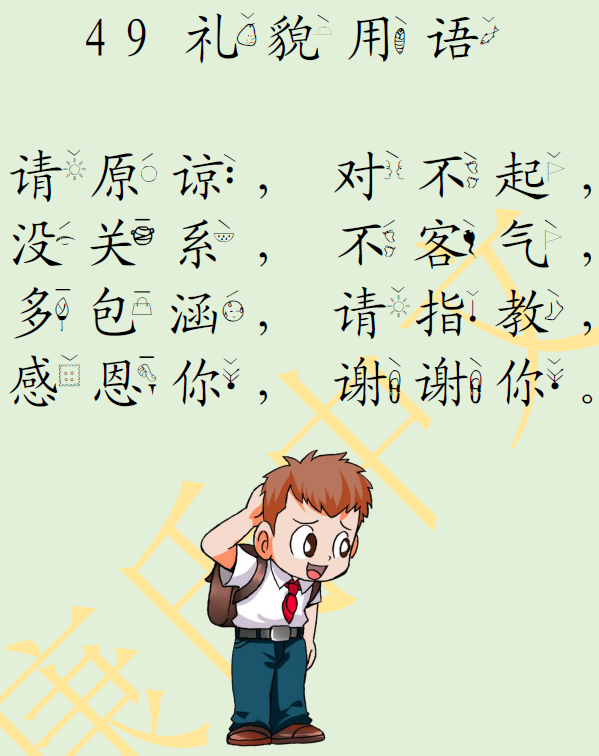 49 礼貌用语
请原谅，对不起，
没关系，不客气，
多包涵，请指教，
感恩你，谢谢你。